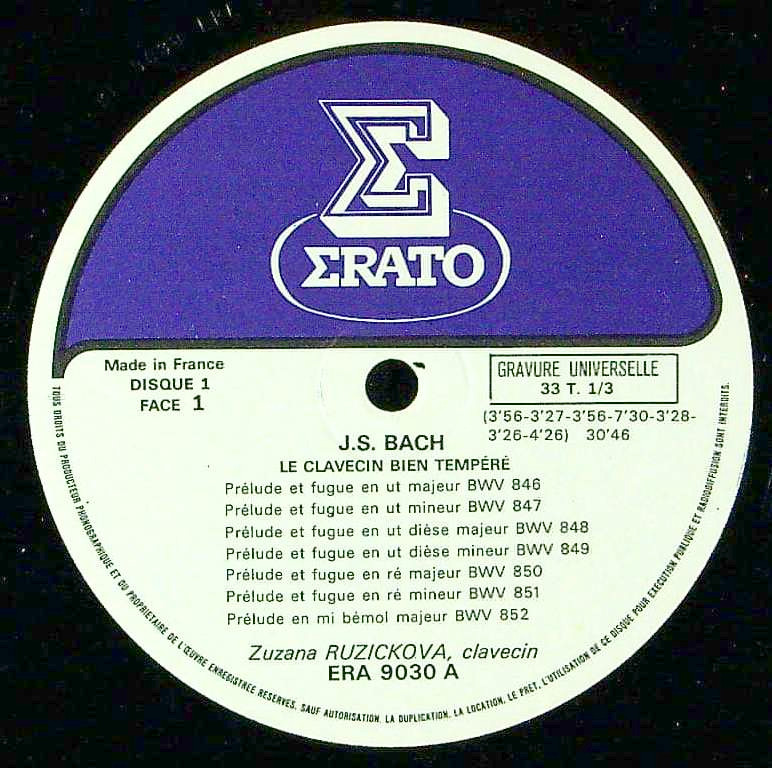 ΣRATO
Made in France
DISQUE 1
FACE 1
GRAVURE UNIVERSELLE
33 T. 1/3
(3'56-3'27-3'56-7'30-3'28-
3'26-4'26) 30'46
J.S. BACH
LE CLAVECIN BIEN TEMPÉRÉ
Prélude et fugue en ut majeur BWV 846
Prélude et fugue en ut mineur BWV 847
Prélude et fugue en ut dièse majeur BWV 848
Prélude et fugue en ut dièse mineur BWV 849
Prélude et fugue en ré majeur BWV 850
Prélude et fugue en ré mineur BWV 851
Prélude en mi bémol majeur BWV 852
Zuzana RUZICKOVA, clavecin
ERA 9030 A
TOUS DROITS DU PRODUCTEUR PHONOGRAPHIQUE ET DU PROPRIETAIRE DE L'ŒUVRE ENREGISTREE RESERVES. SAUF AUTORISATION, LA DUPLICATION, LA LOCATION, LE PRET, L'UTILISATION DE CE DISQUE POUR EXECUTION PUBLIQUE ET RADIODIFFUSION SONT INTERDITS.